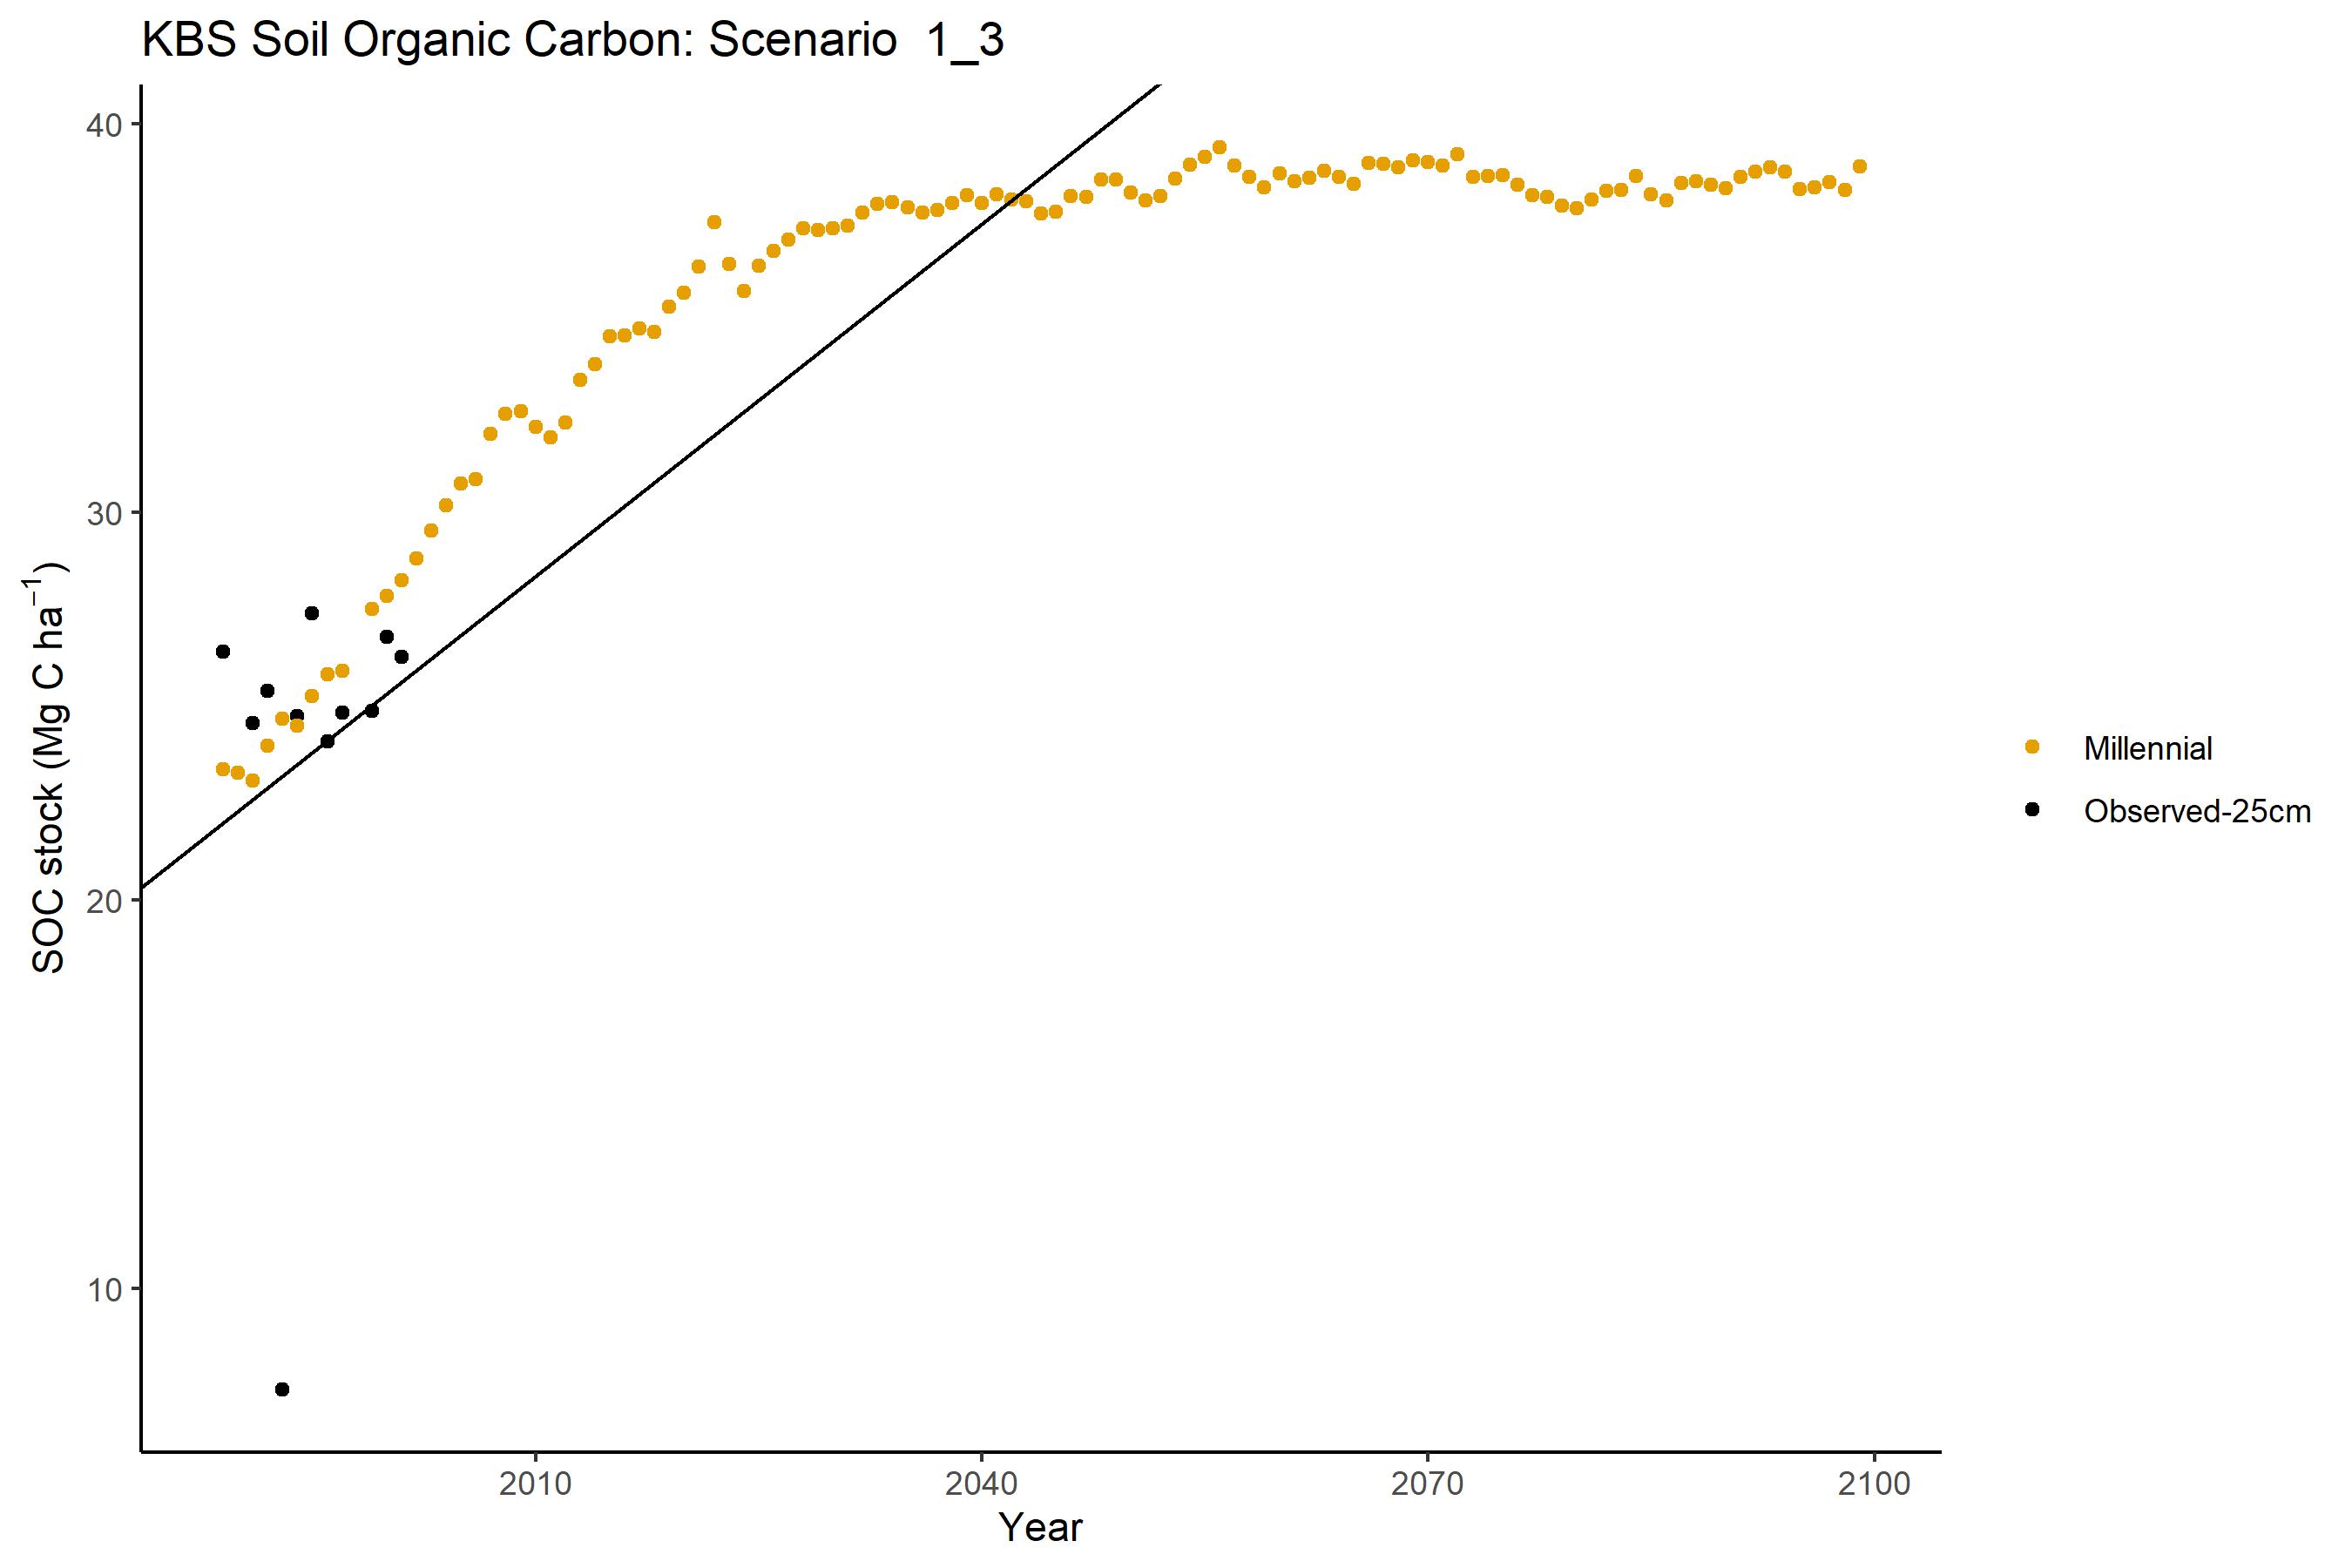 KBS Soil Organic Carbon: Scenario  1_3
SOC stock (Mg C ha⁻¹)
40
30
20
10
2010
2040
2070
2100
Year
Millennial
Observed-25cm